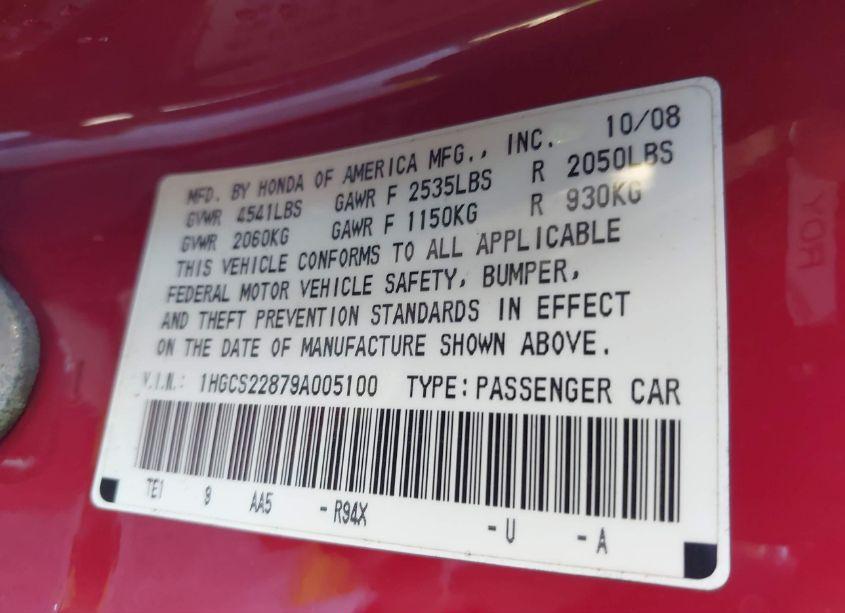 MFD. BY HONDA OF AMERICA MFG., INC. 10/08
GVWR 4541LBS GAWR F 2535LBS R 2050LBS
GVWR 2060KG GAWR F 1150KG R 930KG
THIS VEHICLE CONFORMS TO ALL APPLICABLE
FEDERAL MOTOR VEHICLE SAFETY, BUMPER,
AND THEFT PREVENTION STANDARDS IN EFFECT
ON THE DATE OF MANUFACTURE SHOWN ABOVE.
V.I.N.: 1HGCS22879A005100 TYPE:PASSENGER CAR
TE1 9 AA5 -R94X -U -A